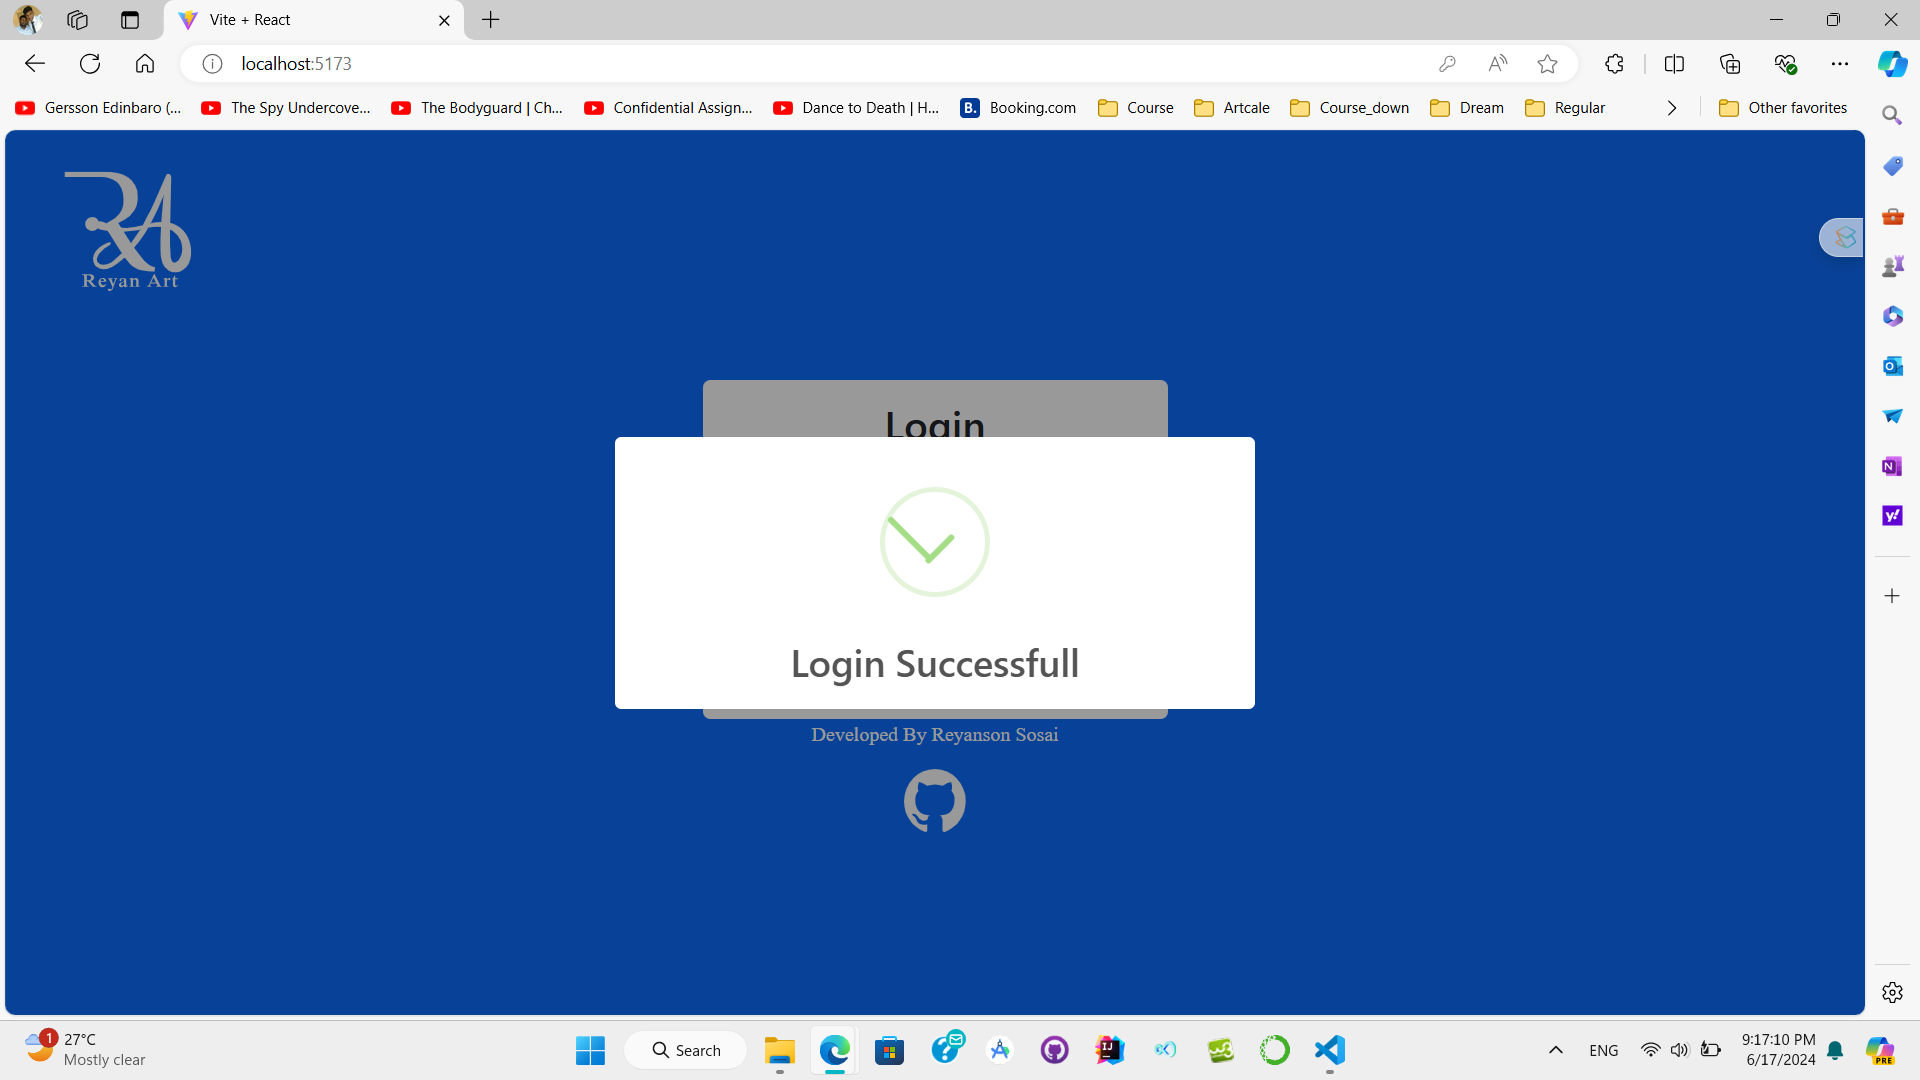 Vite + React
localhost:5173
Gersson Edinbaro (...
The Spy Undercove...
The Bodyguard | Ch...
Confidential Assign...
Dance to Death | H...
B. Booking.com
Course
Artcale
Course_down
Dream
Regular
Other favorites
Reyan Art
Login
Login Successfull
Developed By Reyanson Sosai
1
27°C
Mostly clear
Search
ENG
9:17:10 PM
6/17/2024
PRE